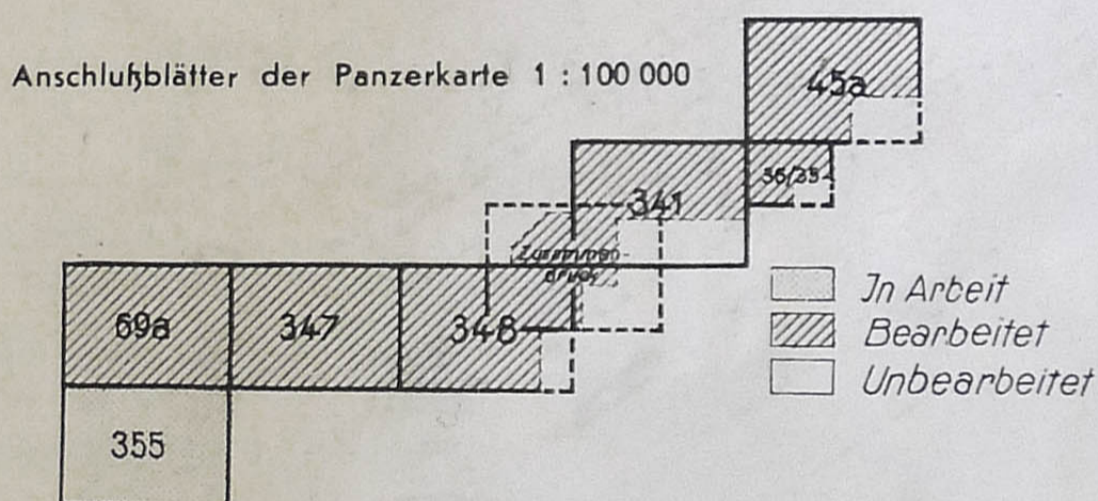 Anschlußblätter der Panzerkarte 1 : 100 000
45a
36/35
341
Zusammen-
druck
69a
347
348
355
Jn Arbeit
Bearbeitet
Unbearbeitet